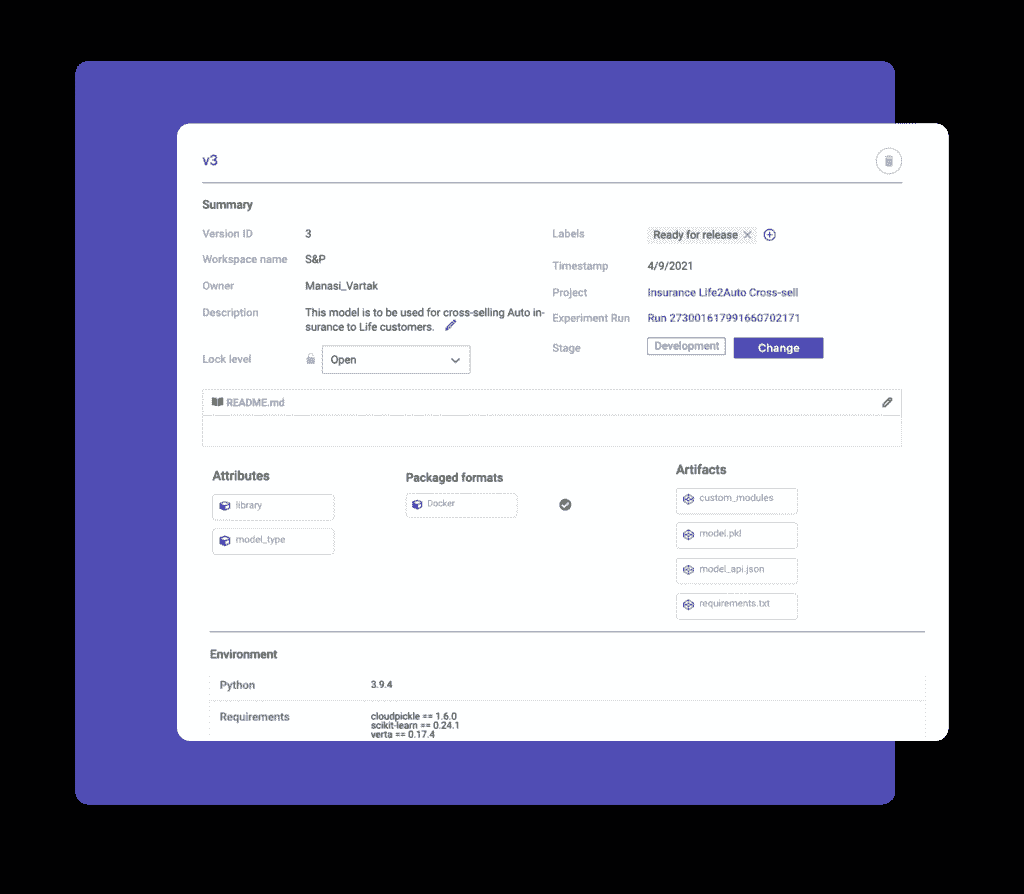 v3
Summary
Version ID 3
Workspace name S&P
Owner Manasi_Vartak
Description This model is to be used for cross-selling Auto in-
surance to Life customers.
Lock level Open
Labels Ready for release
Timestamp 4/9/2021
Project Insurance Life2Auto Cross-sell
Experiment Run Run 273001617991660702171
Stage Development Change
README.md
Attributes
library
model_type
Packaged formats
Docker
Artifacts
custom_modules
model.pkl
model_api.json
requirements.txt
Environment
Python 3.9.4
Requirements cloudpickle == 1.6.0
scikit-learn == 0.24.1
verta == 0.17.4